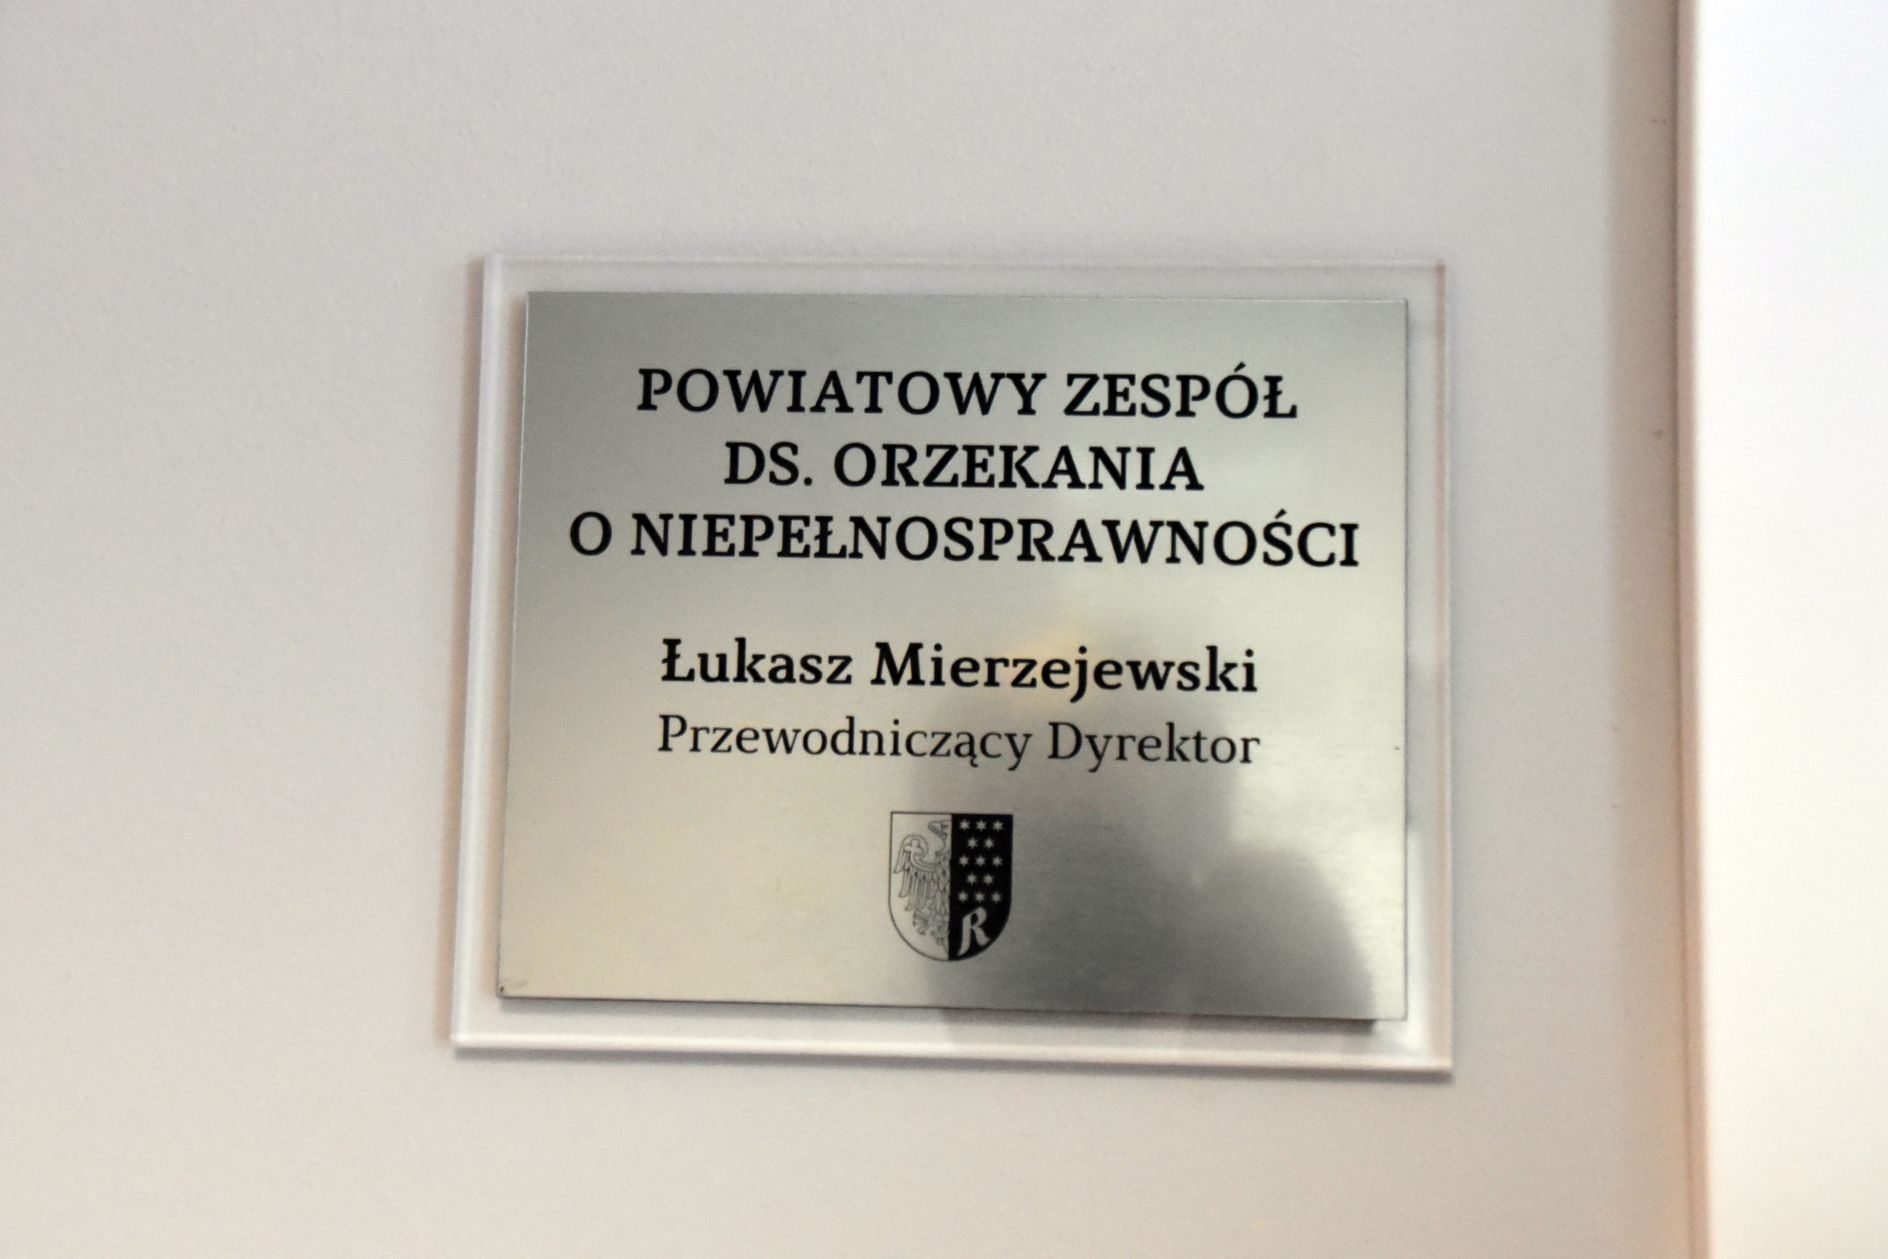 POWIATOWY ZESPÓŁ
DS. ORZEKANIA
O NIEPEŁNOSPRAWNOŚCI
Łukasz Mierzejewski
Przewodniczący Dyrektor
R